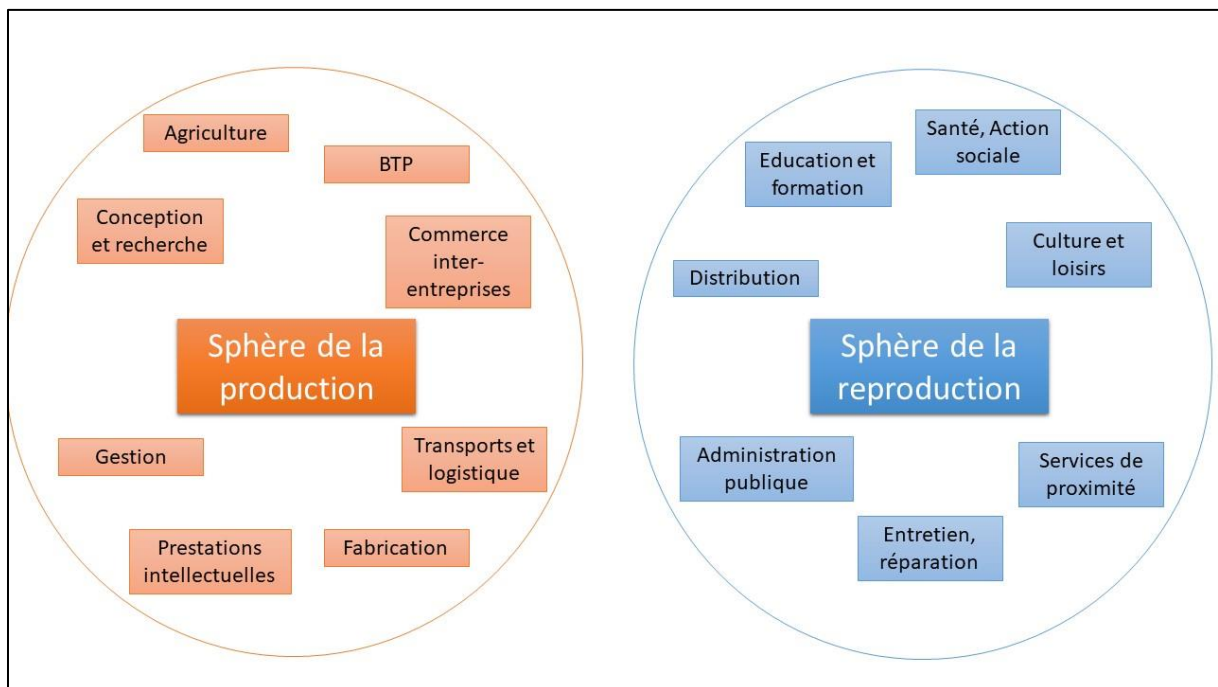 Agriculture
BTP
Conception
et recherche
Commerce
inter-
entreprises
Sphère de la
production
Gestion
Transports et
logistique
Prestations
intellectuelles
Fabrication
Santé, Action
sociale
Education et
formation
Culture et
loisirs
Distribution
Sphère de la
reproduction
Administration
publique
Services de
proximité
Entretien,
réparation